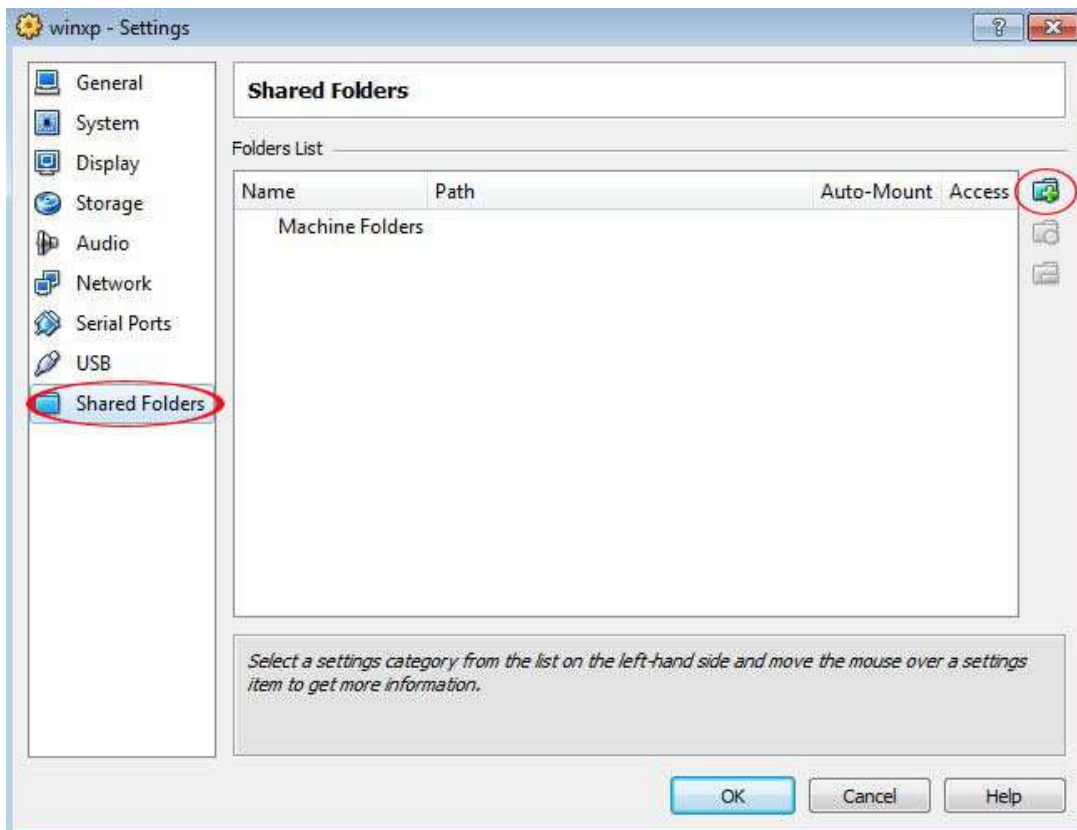 winxp - Settings
?
General
System
Display
Storage
Audio
Network
Serial Ports
USB
Shared Folders
Shared Folders
Folders List
Name Path Auto-Mount Access
Machine Folders
Select a settings category from the list on the left-hand side and move the mouse over a settings
item to get more information.
OK Cancel Help